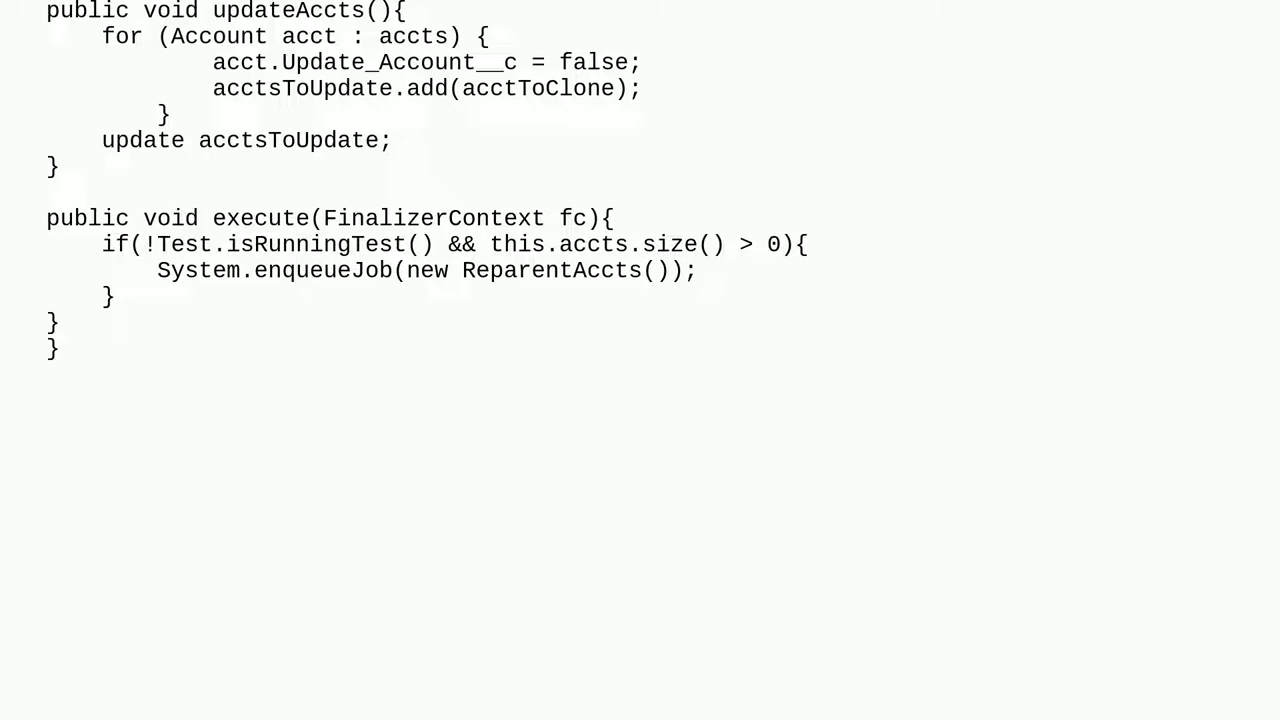 public void updateAccts(){
    for (Account acct : accts) {
            acct.Update_Account__c = false;
            acctsToUpdate.add(acctToClone);
        }
    update acctsToUpdate;
}

public void execute(FinalizerContext fc){
    if(!Test.isRunningTest() && this.accts.size() > 0){
        System.enqueueJob(new ReparentAccts());
    }
}
}